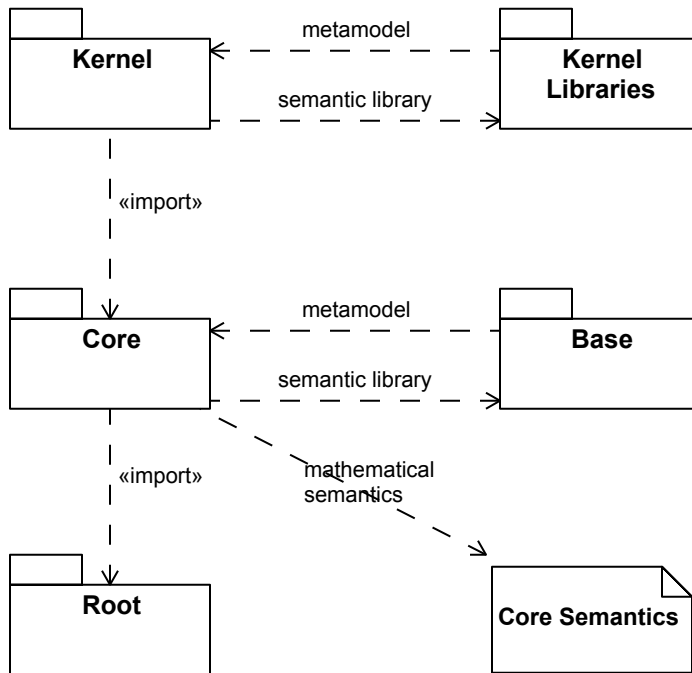 metamodel
Kernel
Kernel
Libraries
semantic library
«import»
metamodel
Core
Base
semantic library
«import»
mathematical
semantics
Root
Core Semantics